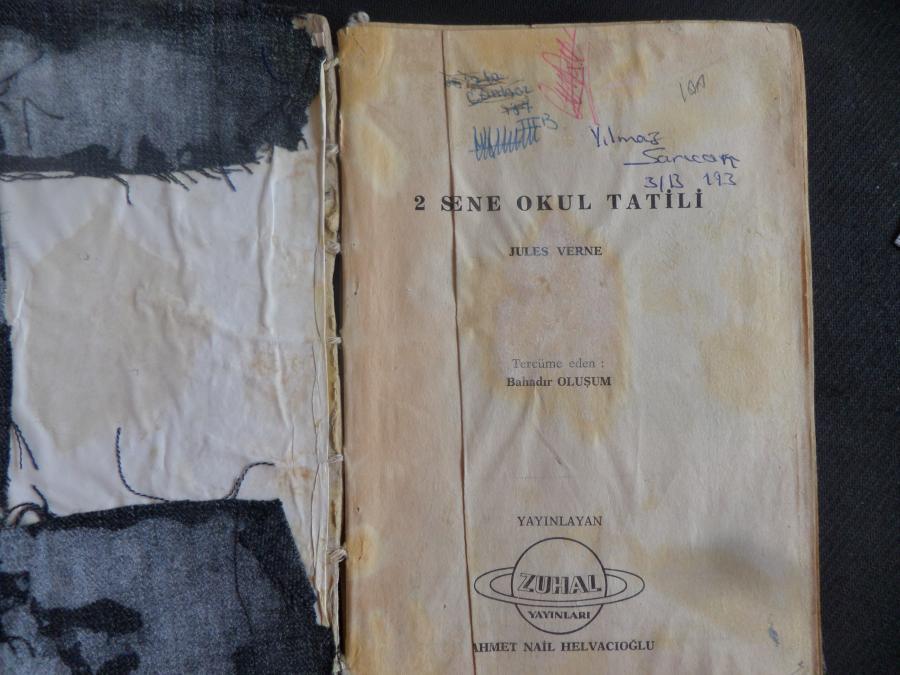 IIIB
Yılmaz
3/B 193
2 SENE OKUL TATİLİ
JULES VERNE
Tercüme eden :
Bahadır OLUŞUM
YAYINLAYAN
ZUHAL
YAYINLARI
AHMET NAİL HELVACIOĞLU